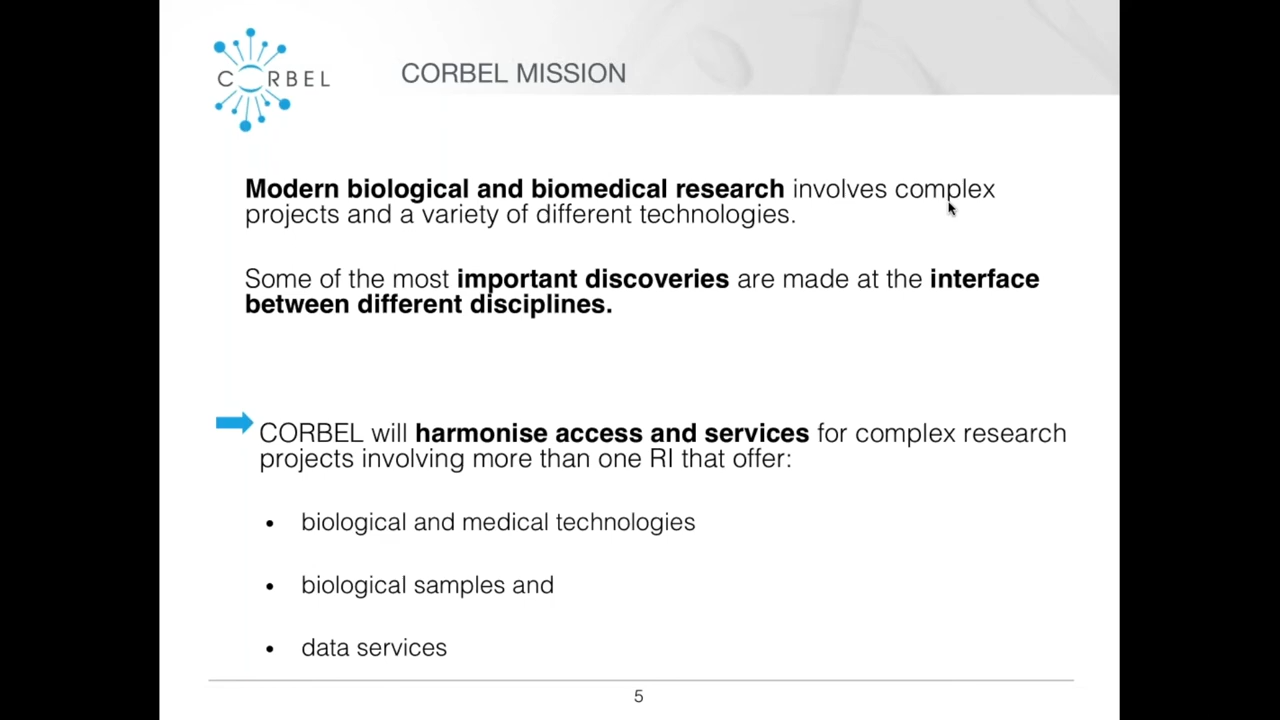 CORBEL
CORBEL MISSION
Modern biological and biomedical research involves complex
projects and a variety of different technologies.
Some of the most important discoveries are made at the interface
between different disciplines.
CORBEL will harmonise access and services for complex research
projects involving more than one RI that offer:
• biological and medical technologies
• biological samples and
• data services
5